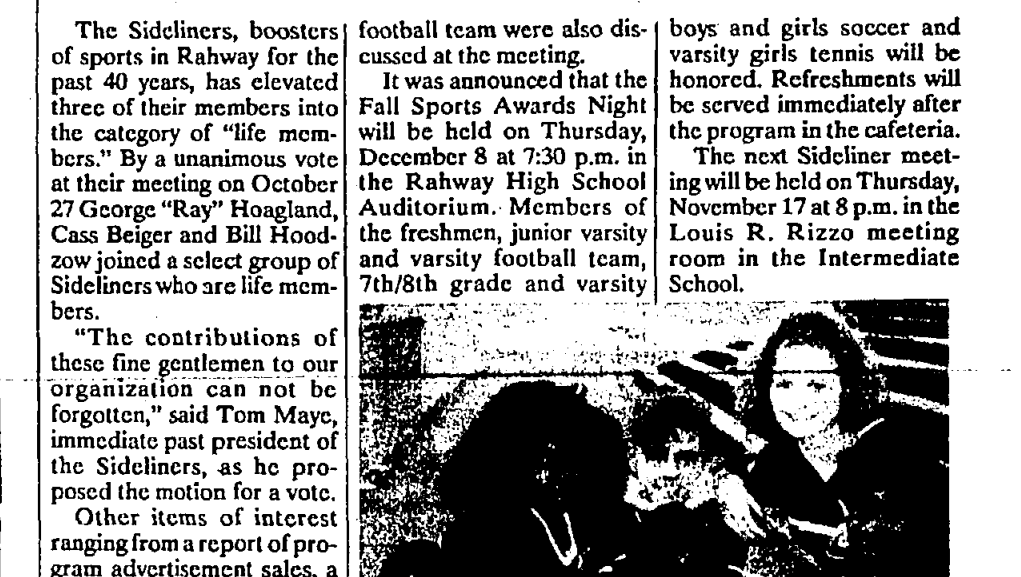 The Sideliners, boosters
of sports in Rahway for the
past 40 years, has elevated
three of their members into
the category of "life mem-
bers." By a unanimous vote
at their meeting on October
27 George "Ray" Hoagland,
Cass Beiger and Bill Hood-
zow joined a select group of
Sideliners who are life mem-
bers.
"The contributions of
these fine gentlemen to our
organization can not be
forgotten," said Tom Maye,
immediate past president of
the Sideliners, as he pro-
posed the motion for a vote.
Other items of interest
ranging from a report of pro-
gram advertisement sales, a
football team were also dis-
cussed at the meeting.
It was announced that the
Fall Sports Awards Night
will be held on Thursday,
December 8 at 7:30 p.m. in
the Rahway High School
Auditorium. Members of
the freshmen, junior varsity
and varsity football team,
7th/8th grade and varsity
boys and girls soccer and
varsity girls tennis will be
honored. Refreshments will
be served immediately after
the program in the cafeteria.
The next Sideliner meet-
ing will be held on Thursday,
November 17 at 8 p.m. in the
Louis R. Rizzo meeting
room in the Intermediate
School.